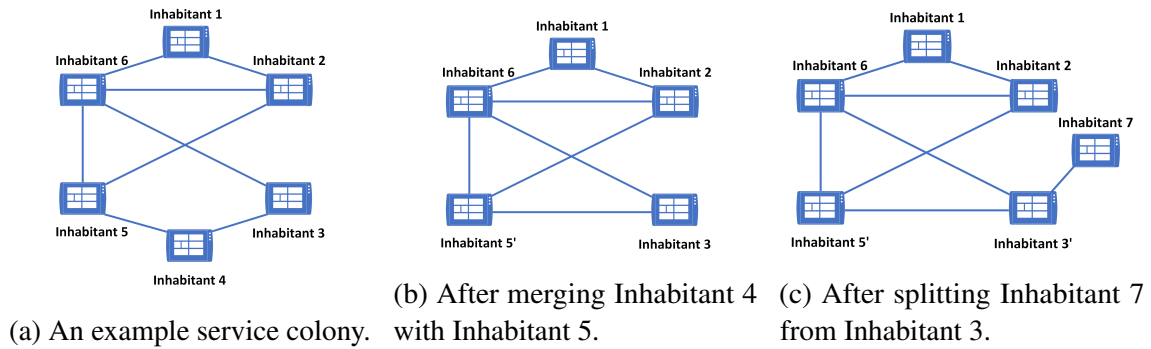 Inhabitant 1
Inhabitant 6
Inhabitant 2
Inhabitant 5
Inhabitant 3
Inhabitant 4
(a) An example service colony.
Inhabitant 1
Inhabitant 6
Inhabitant 2
Inhabitant 5'
Inhabitant 3
(b) After merging Inhabitant 4
with Inhabitant 5.
Inhabitant 1
Inhabitant 6
Inhabitant 2
Inhabitant 7
Inhabitant 5'
Inhabitant 3'
(c) After splitting Inhabitant 7
from Inhabitant 3.